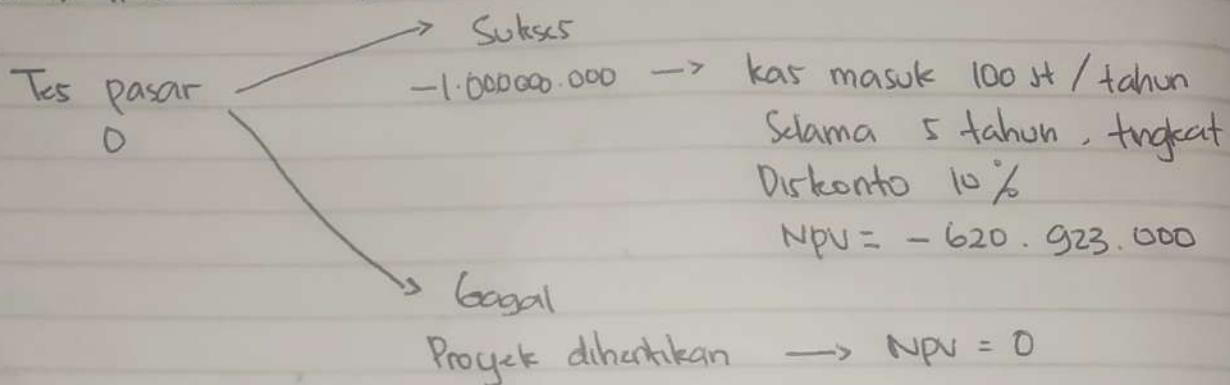 Sukses
Tes pasar
-1.000000.000 → kas masuk 100 jt / tahun
0
Selama 5 tahun, tingkat
Diskonto 10%
NPV = -620.923.000
Gagal
Proyek dihentikan → NPV = 0